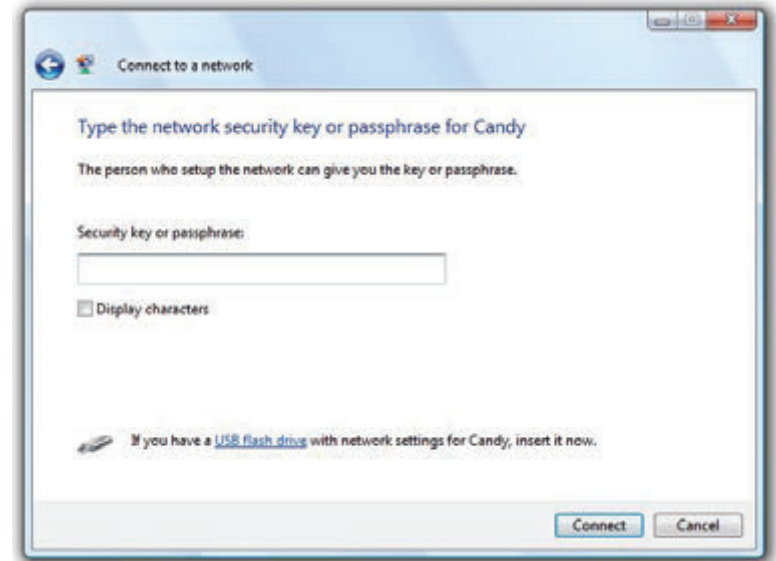 Connect to a network
Type the network security key or passphrase for Candy
The person who setup the network can give you the key or passphrase.
Security key or passphrase:
Display characters
If you have a USB flash drive with network settings for Candy, insert it now.
Connect Cancel